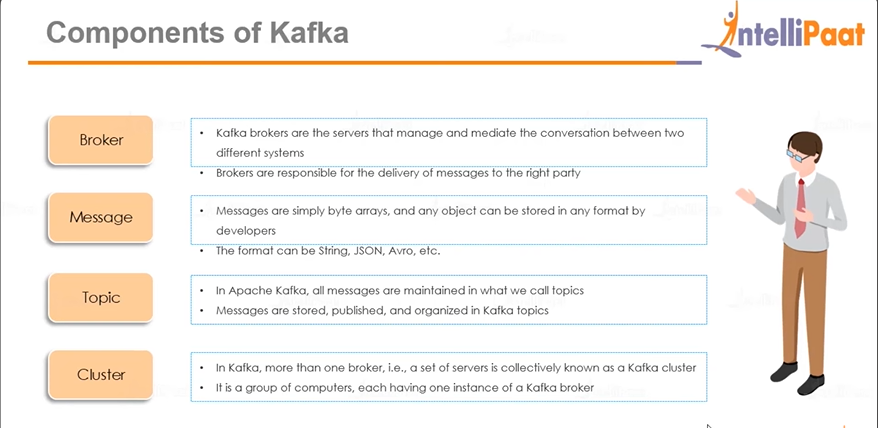 Components of Kafka
IntelliPaat
Broker
• Kafka brokers are the servers that manage and mediate the conversation between two
different systems
• Brokers are responsible for the delivery of messages to the right party
Message
• Messages are simply byte arrays, and any object can be stored in any format by
developers
• The format can be String, JSON, Avro, etc.
Topic
• In Apache Kafka, all messages are maintained in what we call topics
• Messages are stored, published, and organized in Kafka topics
Cluster
• In Kafka, more than one broker, i.e., a set of servers is collectively known as a Kafka cluster
• It is a group of computers, each having one instance of a Kafka broker